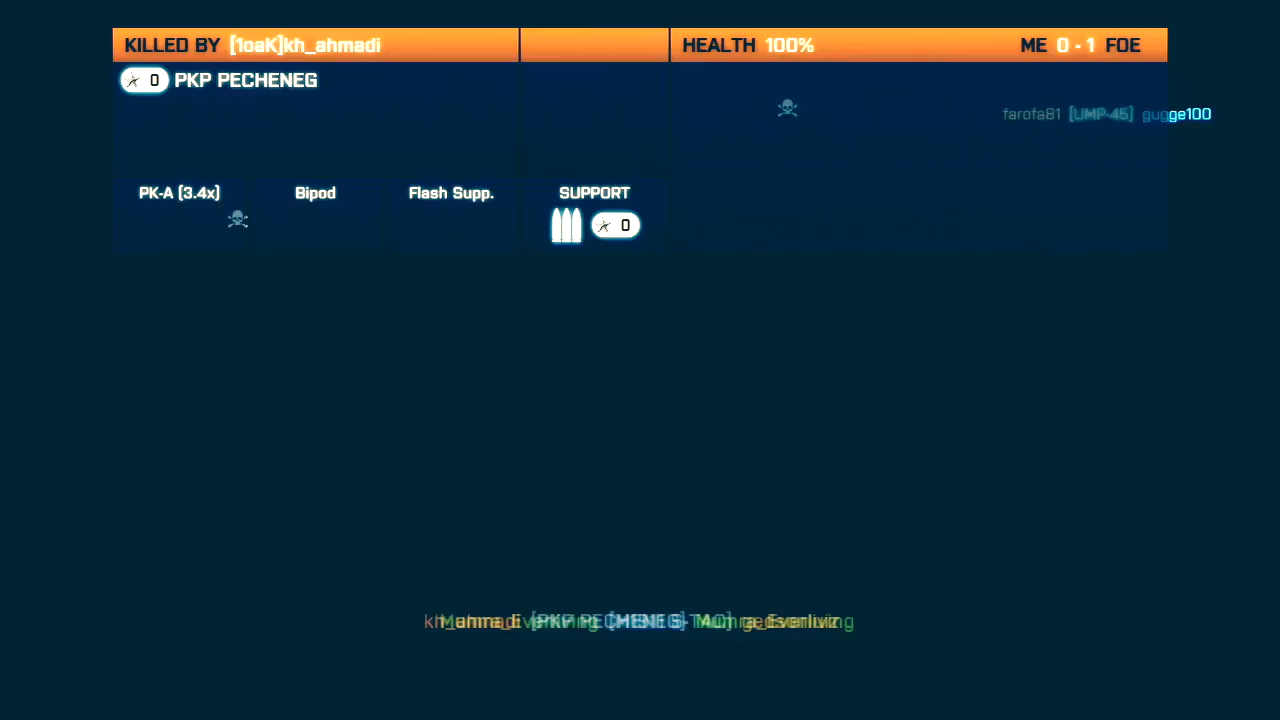 KILLED BY [1oaK]kh_ahmadi HEALTH 100% ME 0 - 1 FOE
0 PKP PECHENEG
farofa81 [UMP-45] gugge100
PK-A (3.4x) Bipod Flash Supp. SUPPORT
0